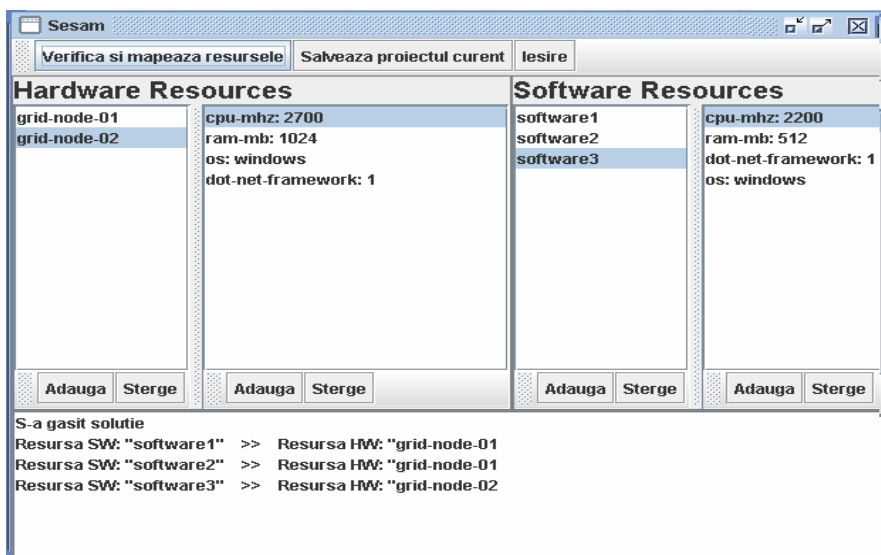 Sesam
Verifica si mapeaza resursele Salveaza proiectul curent Iesire
Hardware Resources
grid-node-01
grid-node-02
cpu-mhz: 2700
ram-mb: 1024
os: windows
dot-net-framework: 1
Adauga Sterge
Adauga Sterge
Software Resources
software1
software2
software3
cpu-mhz: 2200
ram-mb: 512
dot-net-framework: 1
os: windows
Adauga Sterge
Adauga Sterge
S-a gasit solutie
Resursa SW: "software1" >> Resursa HW: "grid-node-01
Resursa SW: "software2" >> Resursa HW: "grid-node-01
Resursa SW: "software3" >> Resursa HW: "grid-node-02